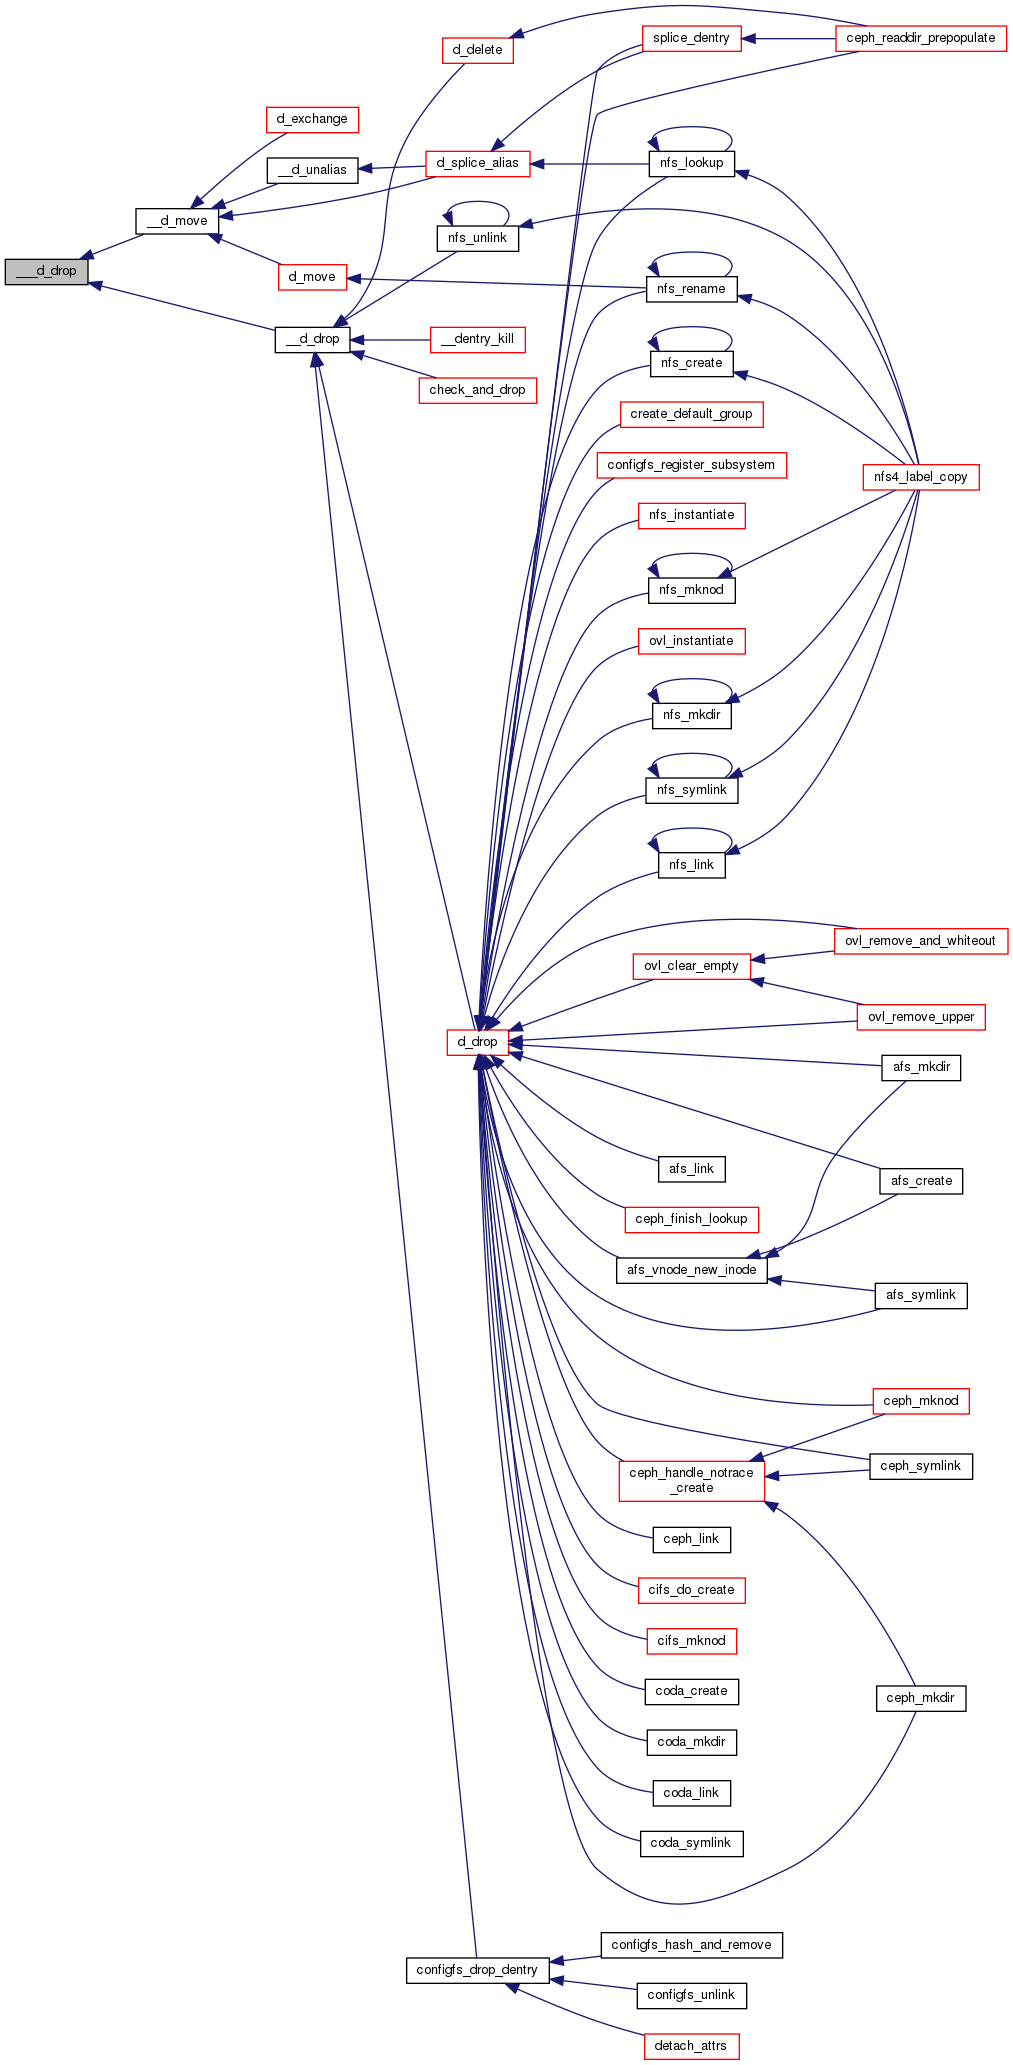 d_delete
splice_dentry
ceph_readdir_prepopulate
d_exchange
__d_unalias
d_splice_alias
nfs_lookup
__d_move
nfs_unlink
___d_drop
d_move
nfs_rename
__d_drop
__dentry_kill
nfs_create
check_and_drop
create_default_group
configfs_register_subsystem
nfs4_label_copy
nfs_instantiate
nfs_mknod
ovl_instantiate
nfs_mkdir
nfs_symlink
nfs_link
ovl_remove_and_whiteout
ovl_clear_empty
ovl_remove_upper
d_drop
afs_mkdir
afs_link
afs_create
ceph_finish_lookup
afs_vnode_new_inode
afs_symlink
ceph_mknod
ceph_symlink
ceph_handle_notrace
_create
ceph_link
cifs_do_create
cifs_mknod
coda_create
ceph_mkdir
coda_mkdir
coda_link
coda_symlink
configfs_hash_and_remove
configfs_drop_dentry
configfs_unlink
detach_attrs